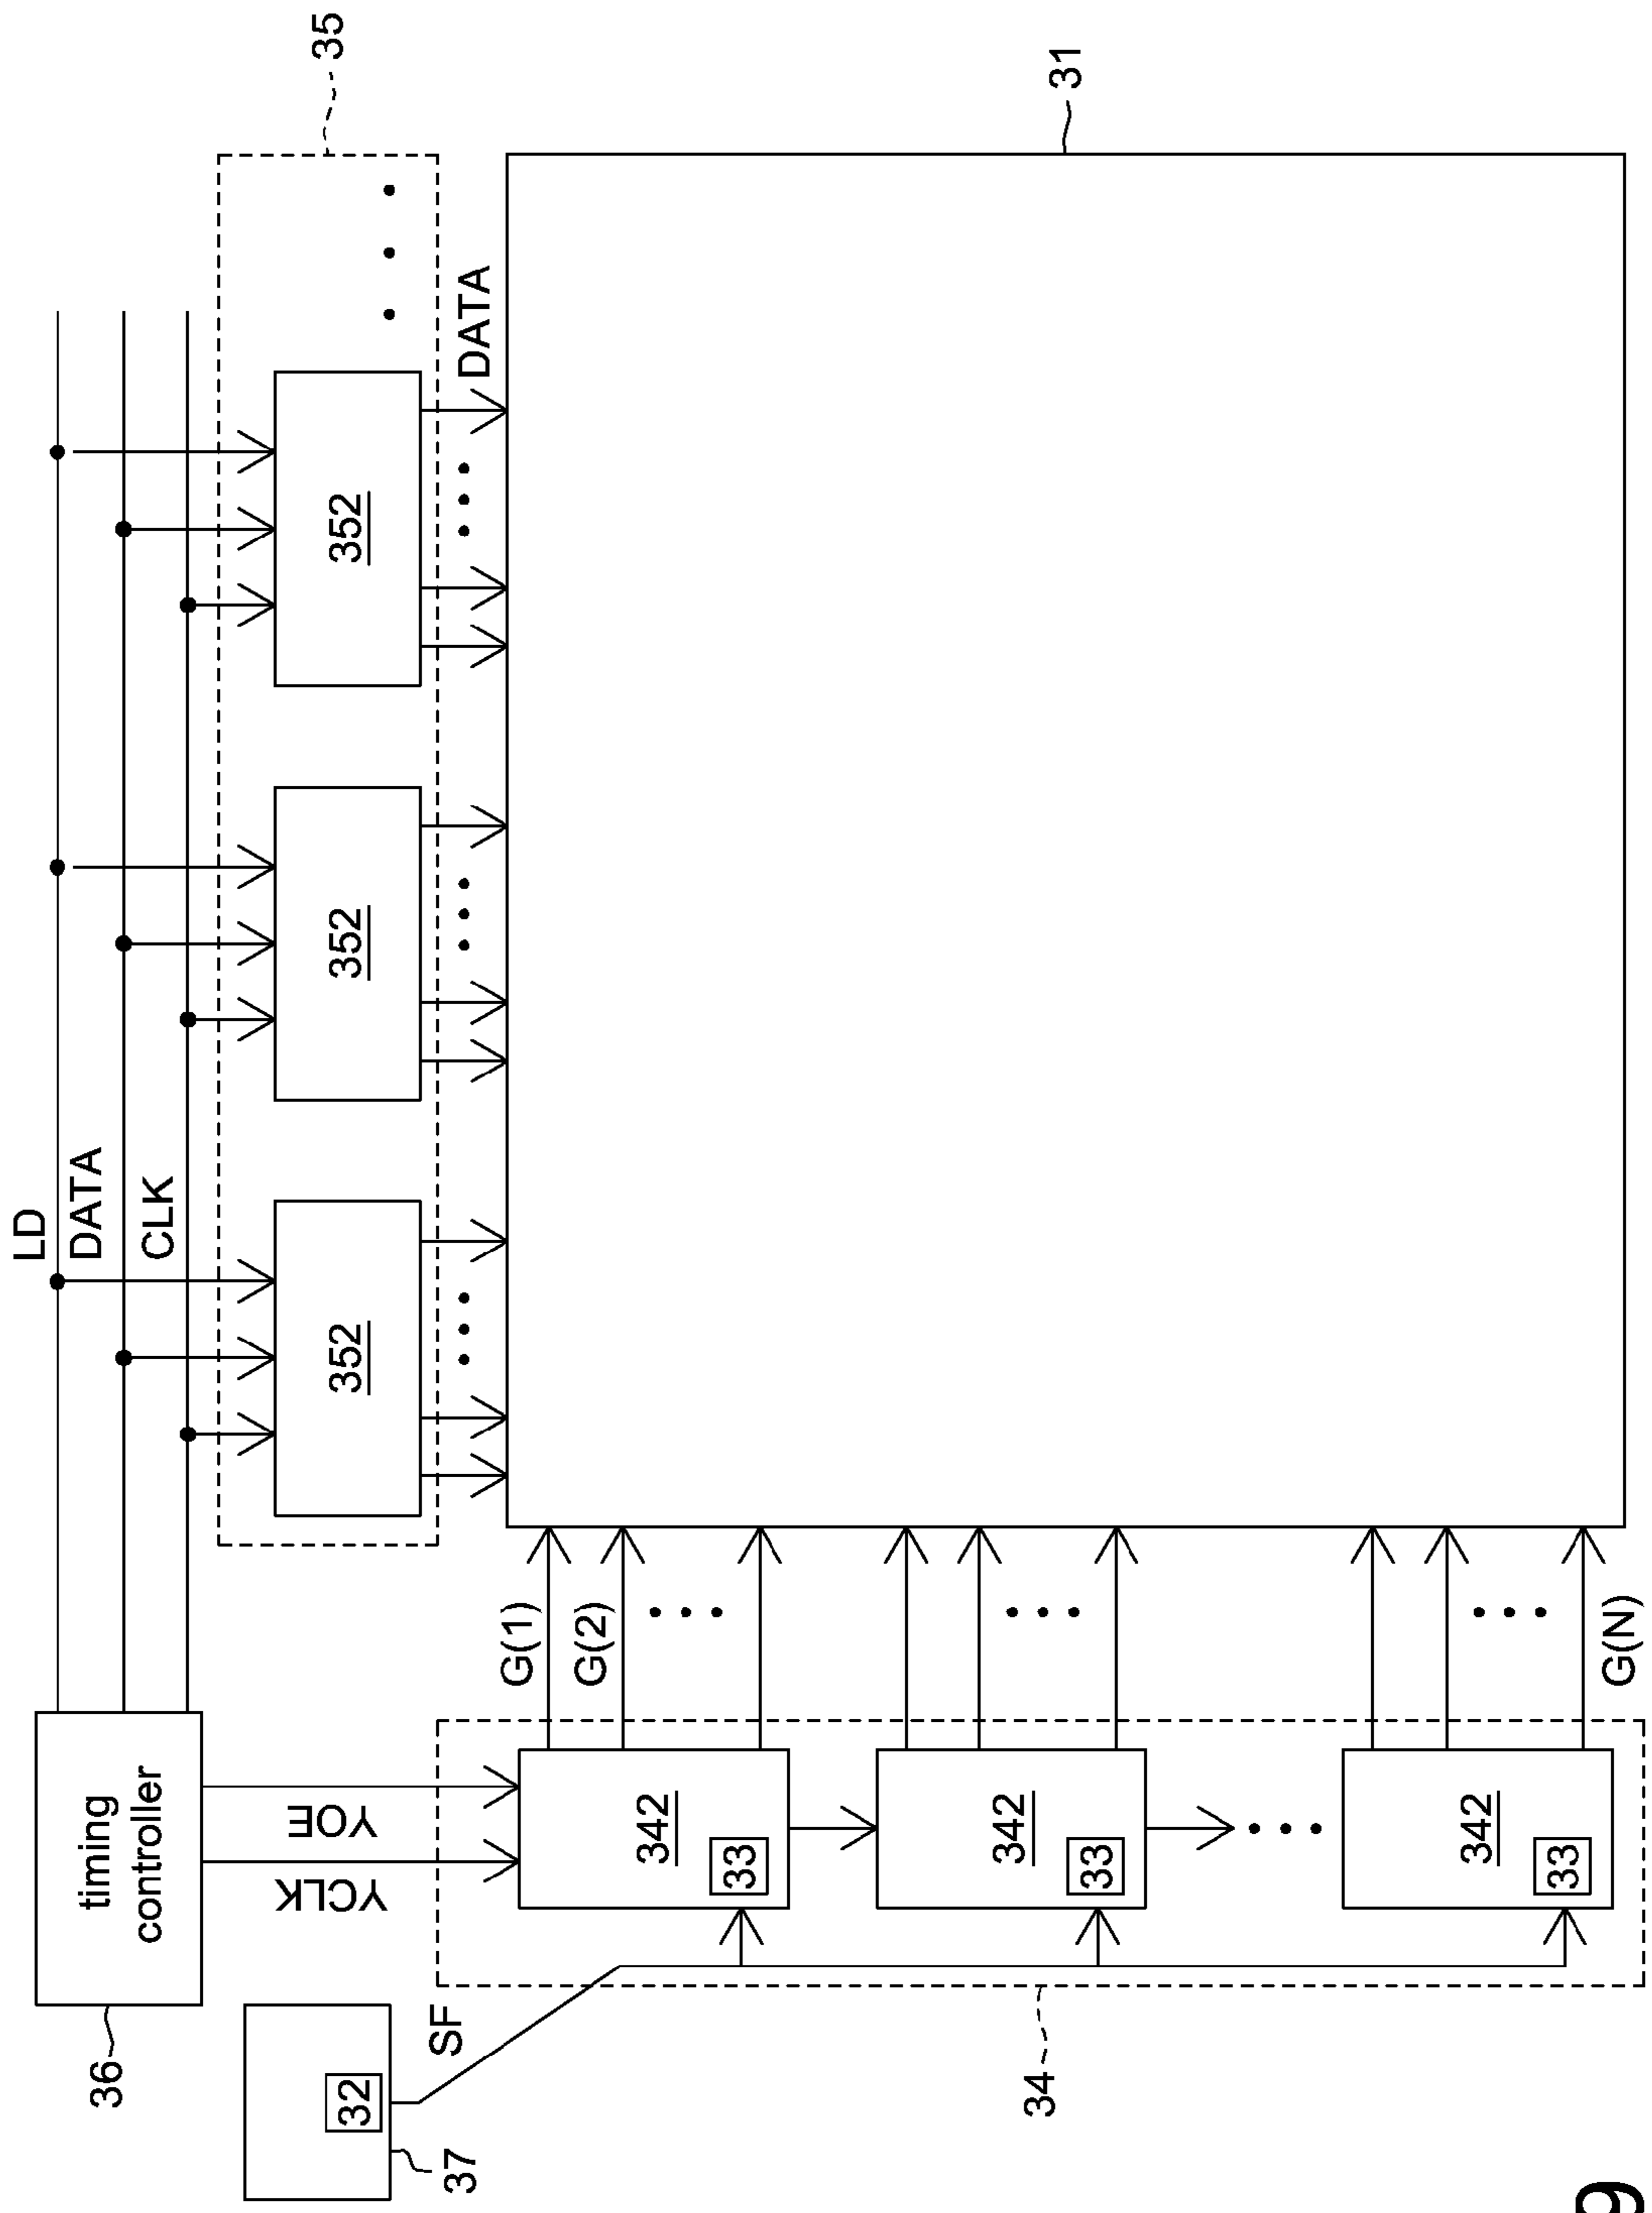 LD
DATA
CLK
36
timing
controller
35
YCLK
YOE
352
352
352
32
37
SF
DATA
G(1)
G(2)
342
33
342
33
34
31
342
33
G(N)
9